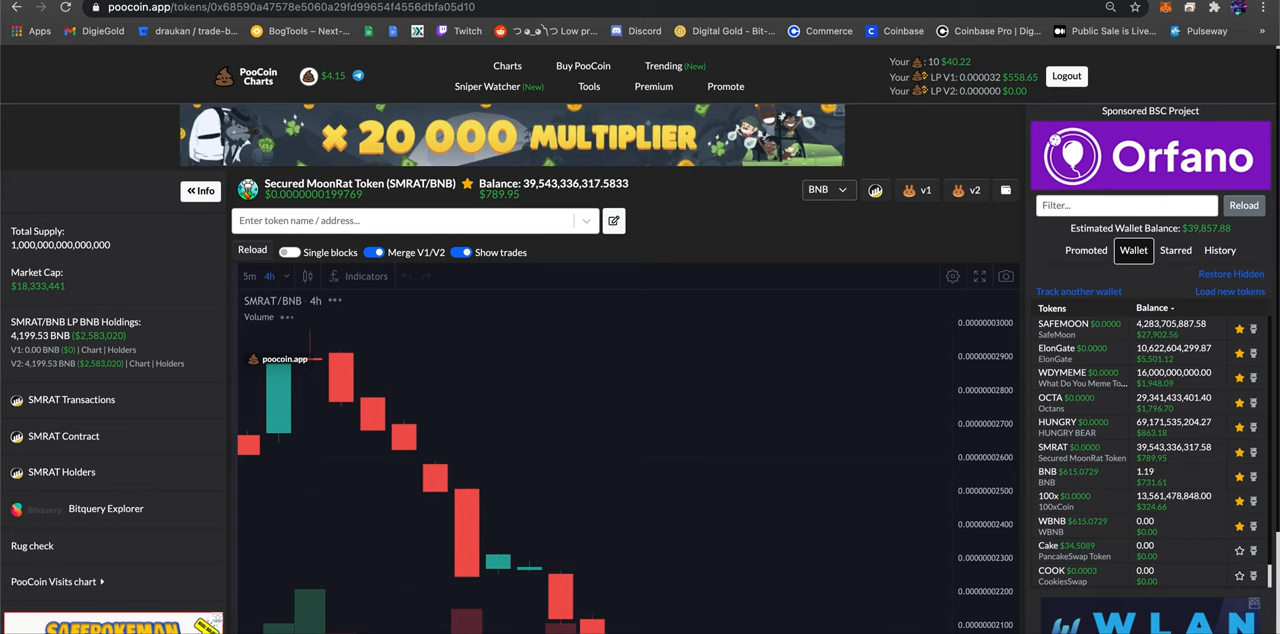 poocoin.app/tokens/0x68590a47578e5060a29fd99654f4556dbfa05d10
Apps
DigieGold
draukan / trade-b...
BogTools – Next-...
Twitch
Low pr...
Discord
Digital Gold - Bit-...
Commerce
Coinbase
Coinbase Pro | Dig...
Public Sale is Live...
Pulseway
»
PooCoin
Charts
$4.15
Charts
Buy PooCoin
Trending (New)
Sniper Watcher (New)
Tools
Premium
Promote
Your : 10 $40.22
Your LP V1: 0.000032 $558.65
Your LP V2: 0.000000 $0.00
Logout
× 20 000 MULTIPLIER
Sponsored BSC Project
Orfano
« Info
Secured MoonRat Token (SMRAT/BNB) Balance: 39,543,336,317.5833
$0.0000000199769 $789.95
BNB
v1
v2
Enter token name / address...
Filter...
Reload
Total Supply:
1,000,000,000,000,000
Market Cap:
$18,333,441
SMRAT/BNB LP BNB Holdings:
4,199.53 BNB ($2,583,020)
V1: 0.00 BNB ($0) | Chart | Holders
V2: 4,199.53 BNB ($2,583,020) | Chart | Holders
SMRAT Transactions
SMRAT Contract
SMRAT Holders
Bitquery Bitquery Explorer
Rug check
PooCoin Visits chart
SAFEPOKEMAN
Reload
Single blocks
Merge V1/V2
Show trades
5m 4h
Indicators
SMRAT/BNB · 4h
Volume
poocoin.app
0.0000003000
0.0000002900
0.0000002800
0.0000002700
0.0000002600
0.0000002500
0.0000002400
0.0000002300
0.0000002200
0.0000002100
Estimated Wallet Balance: $39,857.88
Promoted Wallet Starred History
Restore Hidden
Track another wallet Load new tokens
Tokens Balance
SAFEMOON $0.0000 4,283,705,887.58
SafeMoon $27,902.56
ElonGate $0.0000 10,622,604,299.87
ElonGate $5,501.12
WDYMEME $0.0000 16,000,000,000.00
What Do You Meme To... $1,948.09
OCTA $0.0000 29,341,433,401.40
Octans $1,796.70
HUNGRY $0.0000 69,171,535,204.27
HUNGRY BEAR $863.18
SMRAT $0.0000 39,543,336,317.58
Secured MoonRat Token $789.95
BNB $615.0729 1.19
BNB $731.61
100x $0.0000 13,561,478,848.00
100xCoin $324.66
WBNB $615.0729 0.00
WBNB $0.00
Cake $34.5089 0.00
PancakeSwap Token $0.00
COOK $0.0003 0.00
CookiesSwap $0.00
WLAN